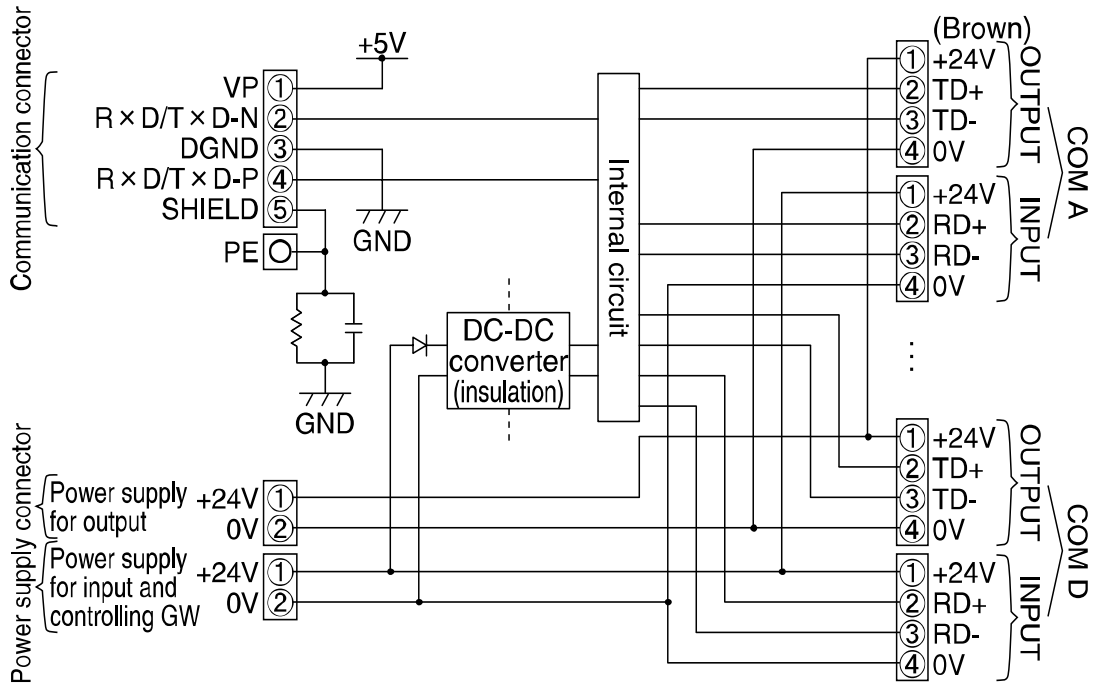 Communication connector
VP ①
R×D/T×D-N ②
DGND ③
R×D/T×D-P ④
SHIELD ⑤
PE
+5V
GND
GND
DC-DC
converter
(insulation)
Internal circuit
(Brown)
① +24V
② TD+
③ TD-
④ 0V
OUTPUT
① +24V
② RD+
③ RD-
④ 0V
INPUT
COM A
⋮
① +24V
② TD+
③ TD-
④ 0V
OUTPUT
① +24V
② RD+
③ RD-
④ 0V
INPUT
COM D
Power supply connector
Power supply
for output
+24V ①
0V ②
Power supply
for input and
controlling GW
+24V ①
0V ②